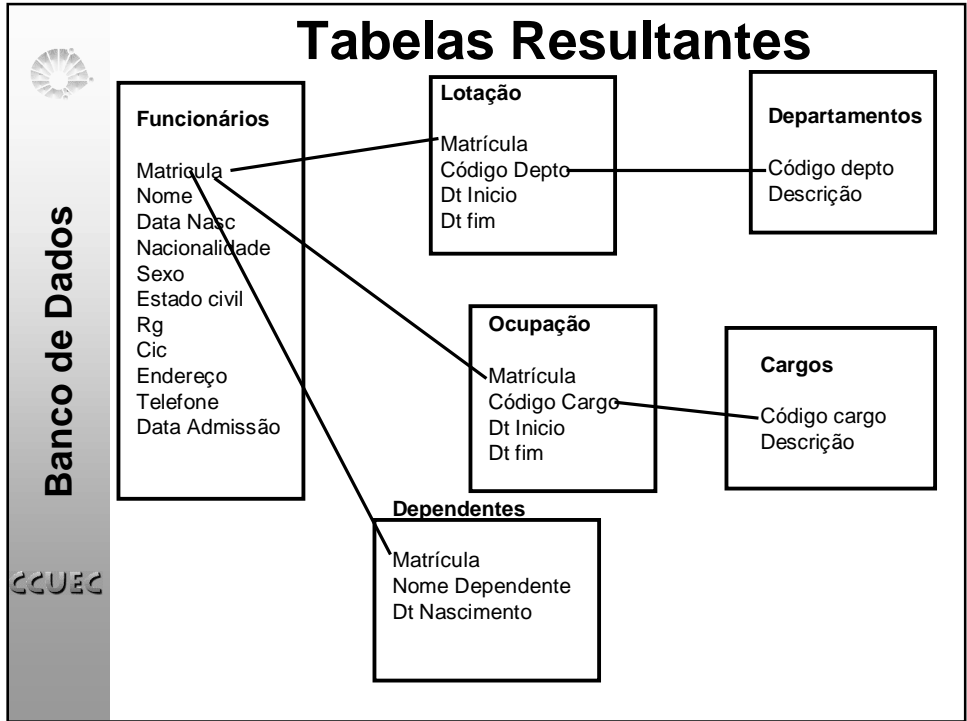 Tabelas Resultantes
Banco de Dados
CCUEC
Funcionários
Matricula
Nome
Data Nasc
Nacionalidade
Sexo
Estado civil
Rg
Cic
Endereço
Telefone
Data Admissão
Lotação
Matrícula
Código Depto
Dt Inicio
Dt fim
Departamentos
Código depto
Descrição
Ocupação
Matrícula
Código Cargo
Dt Inicio
Dt fim
Cargos
Código cargo
Descrição
Dependentes
Matrícula
Nome Dependente
Dt Nascimento